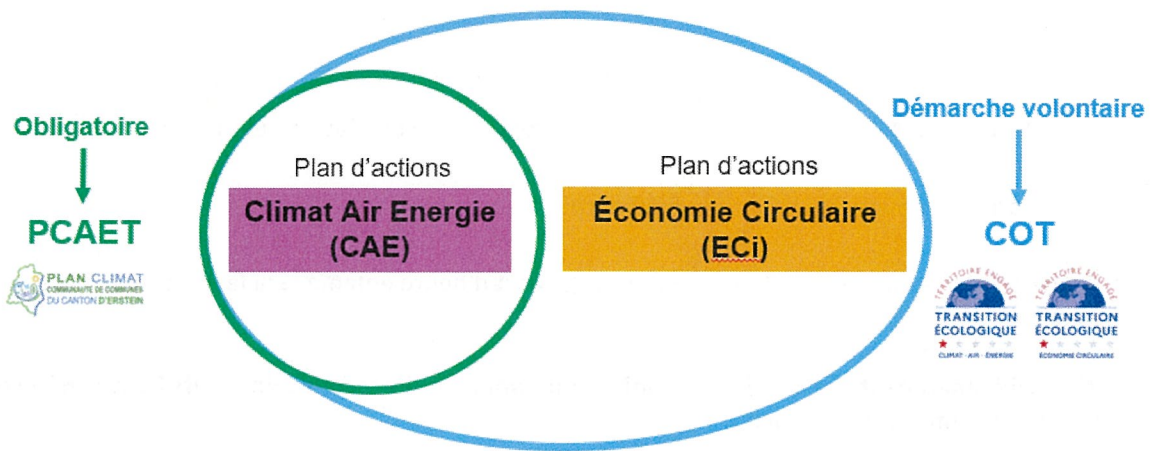 Obligatoire
PCAET
PLAN CLIMAT
COMMUNAUTE DE COMMUNES
DU CANTON D'ERSTEIN
Plan d'actions
Climat Air Energie
(CAE)
Plan d'actions
Économie Circulaire
(ECi)
Démarche volontaire
COT
TERRITOIRE ENGAGÉ
TRANSITION
ÉCOLOGIQUE
CLIMAT - AIR - ÉNERGIE
TERRITOIRE ENGAGÉ
TRANSITION
ÉCOLOGIQUE
ÉCONOMIE CIRCULAIRE